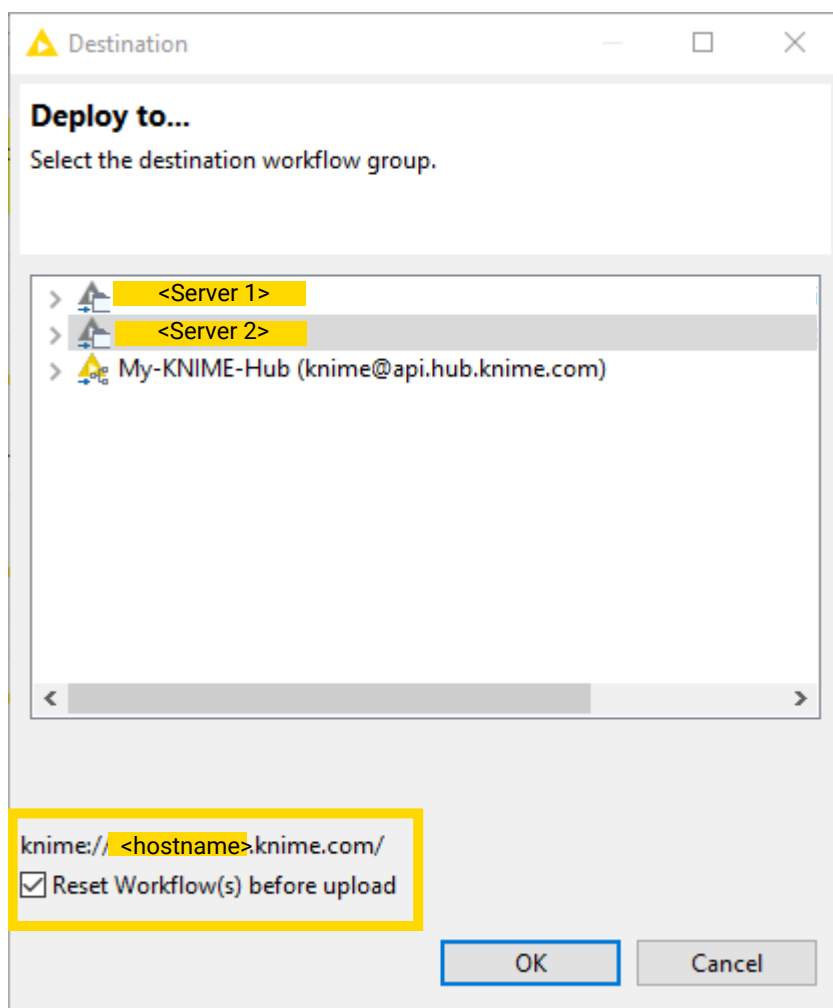 Destination
Deploy to...
Select the destination workflow group.
<Server 1>
<Server 2>
My-KNIME-Hub (knime@api.hub.knime.com)
knime://<hostname>.knime.com/
Reset Workflow(s) before upload
OK Cancel